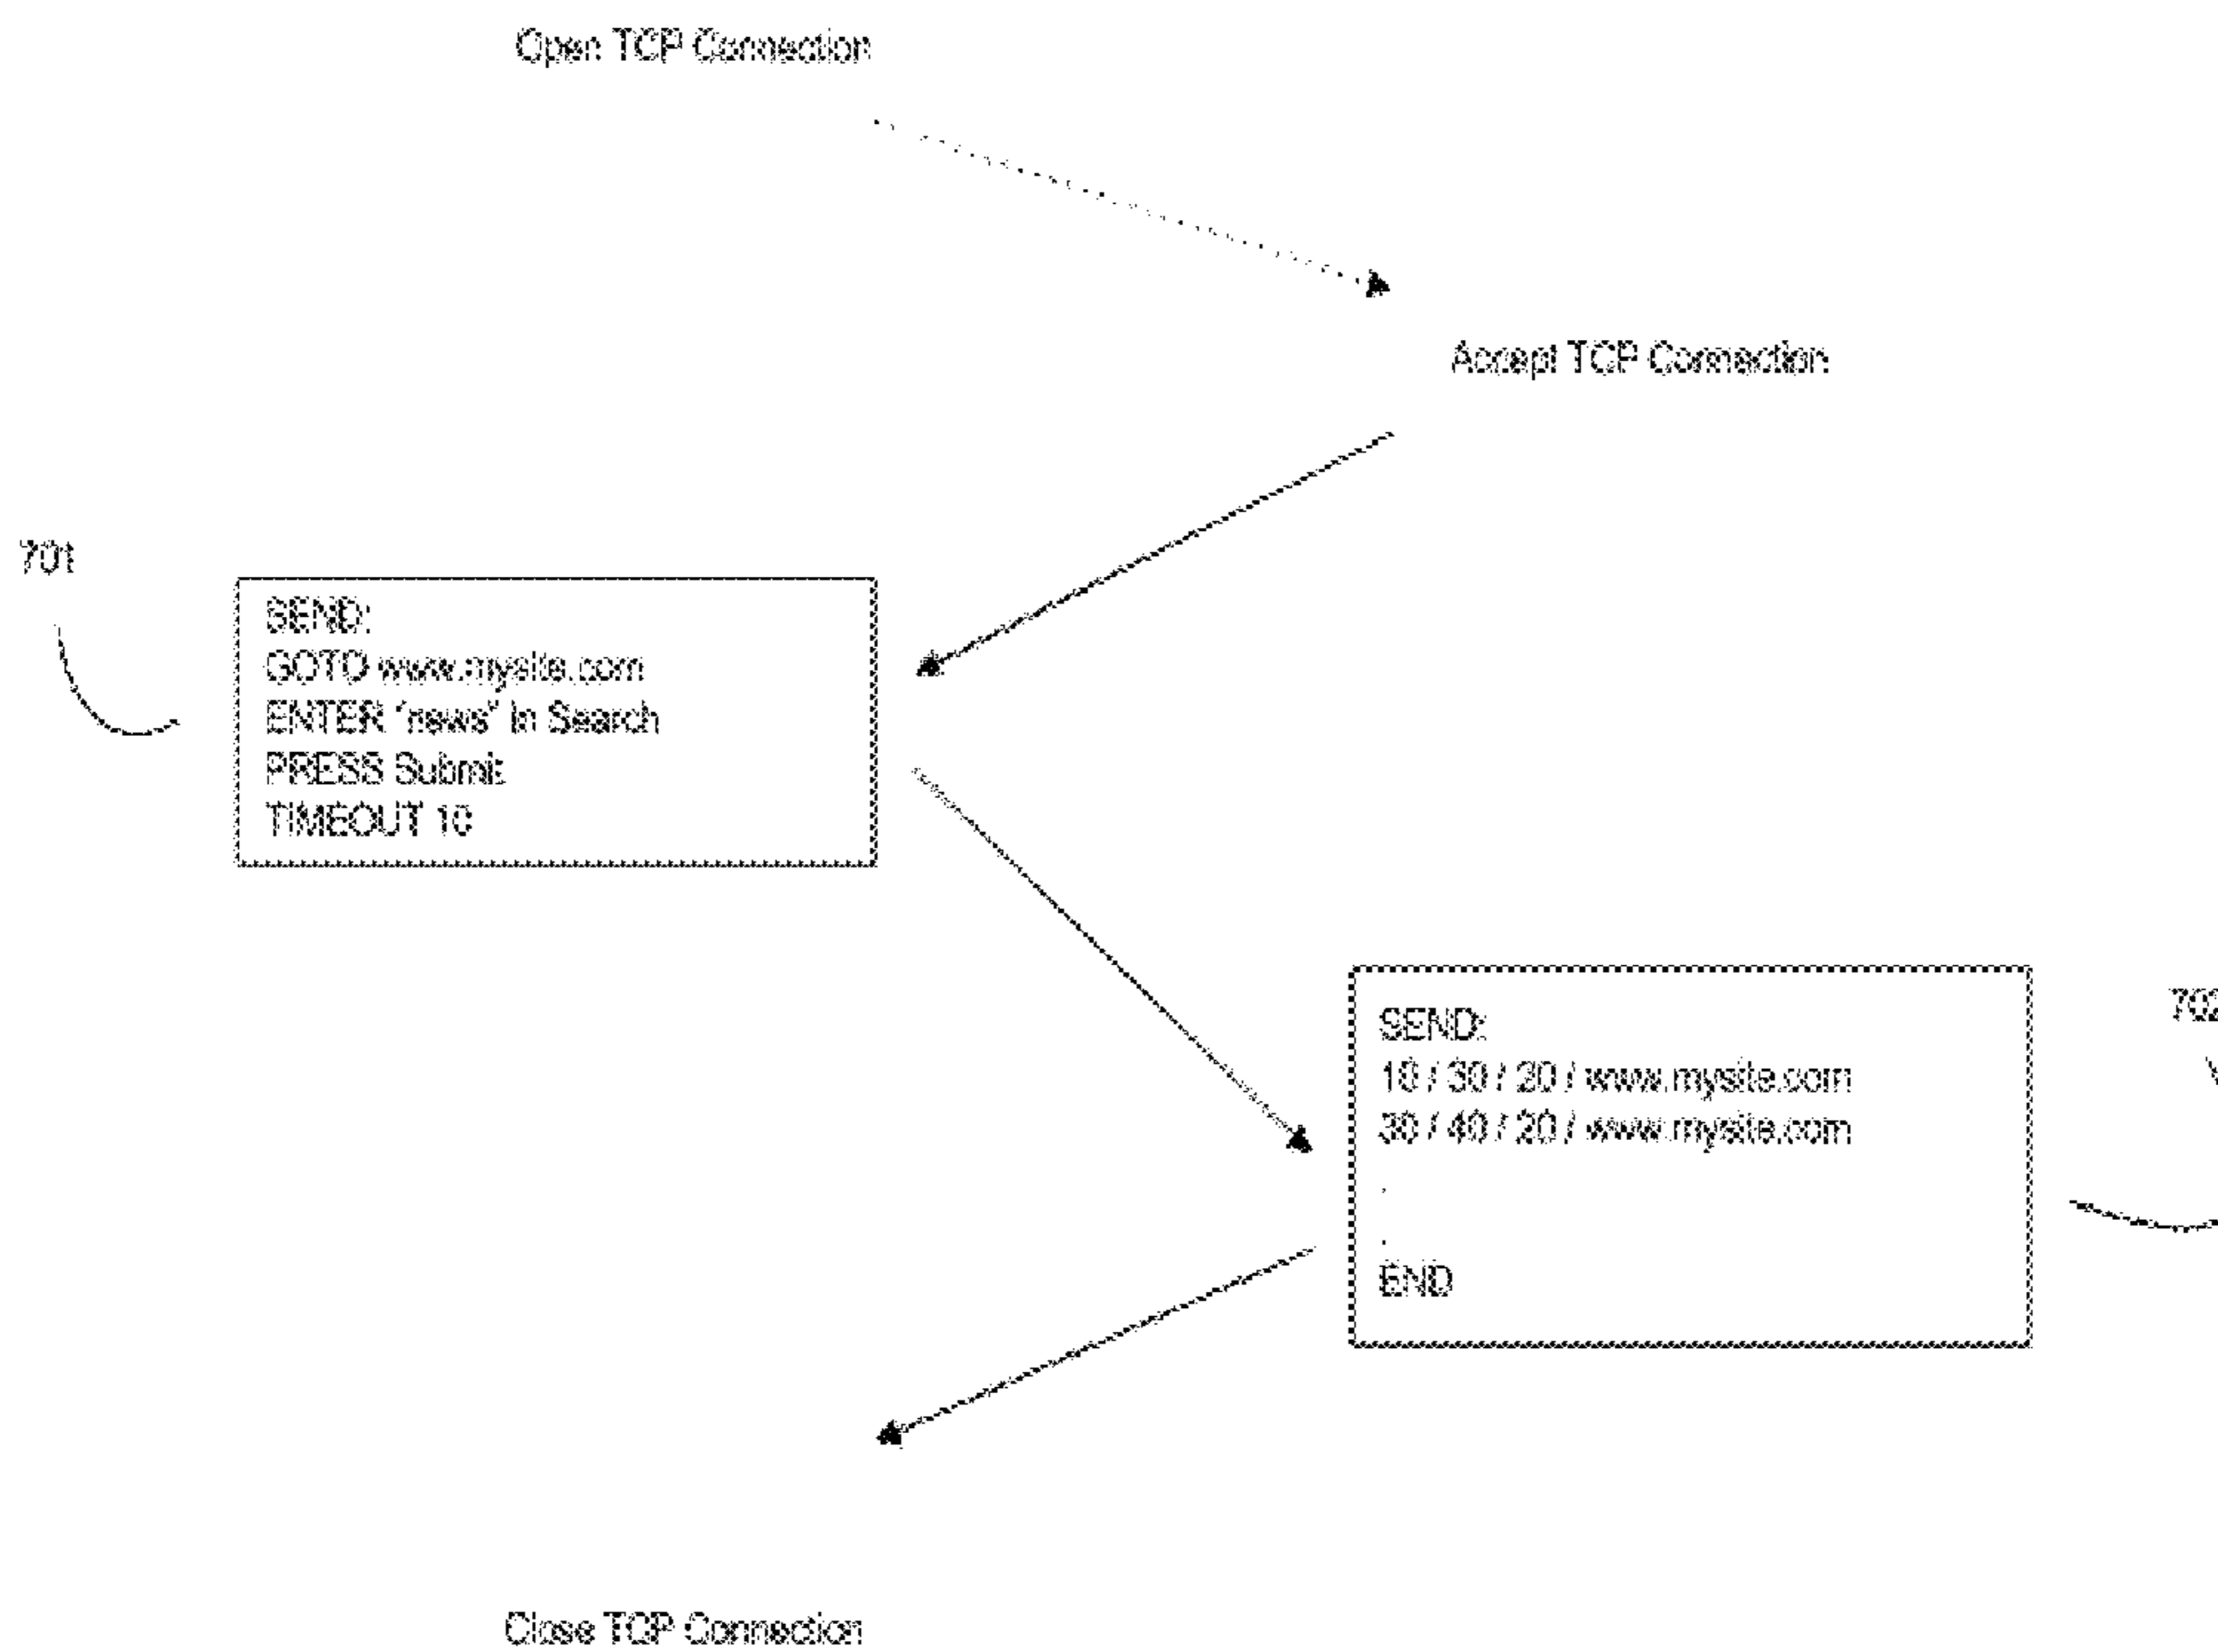 Open TCP Connection
Accept TCP Connection
701
SEND:
GOTO www.mysite.com
ENTER "news" in Search
PRESS Submit
TIMEOUT 10
702
SEND:
10 / 30 / 20 / www.mysite.com
30 / 40 / 20 / www.mysite.com
.
.
END
Close TCP Connection